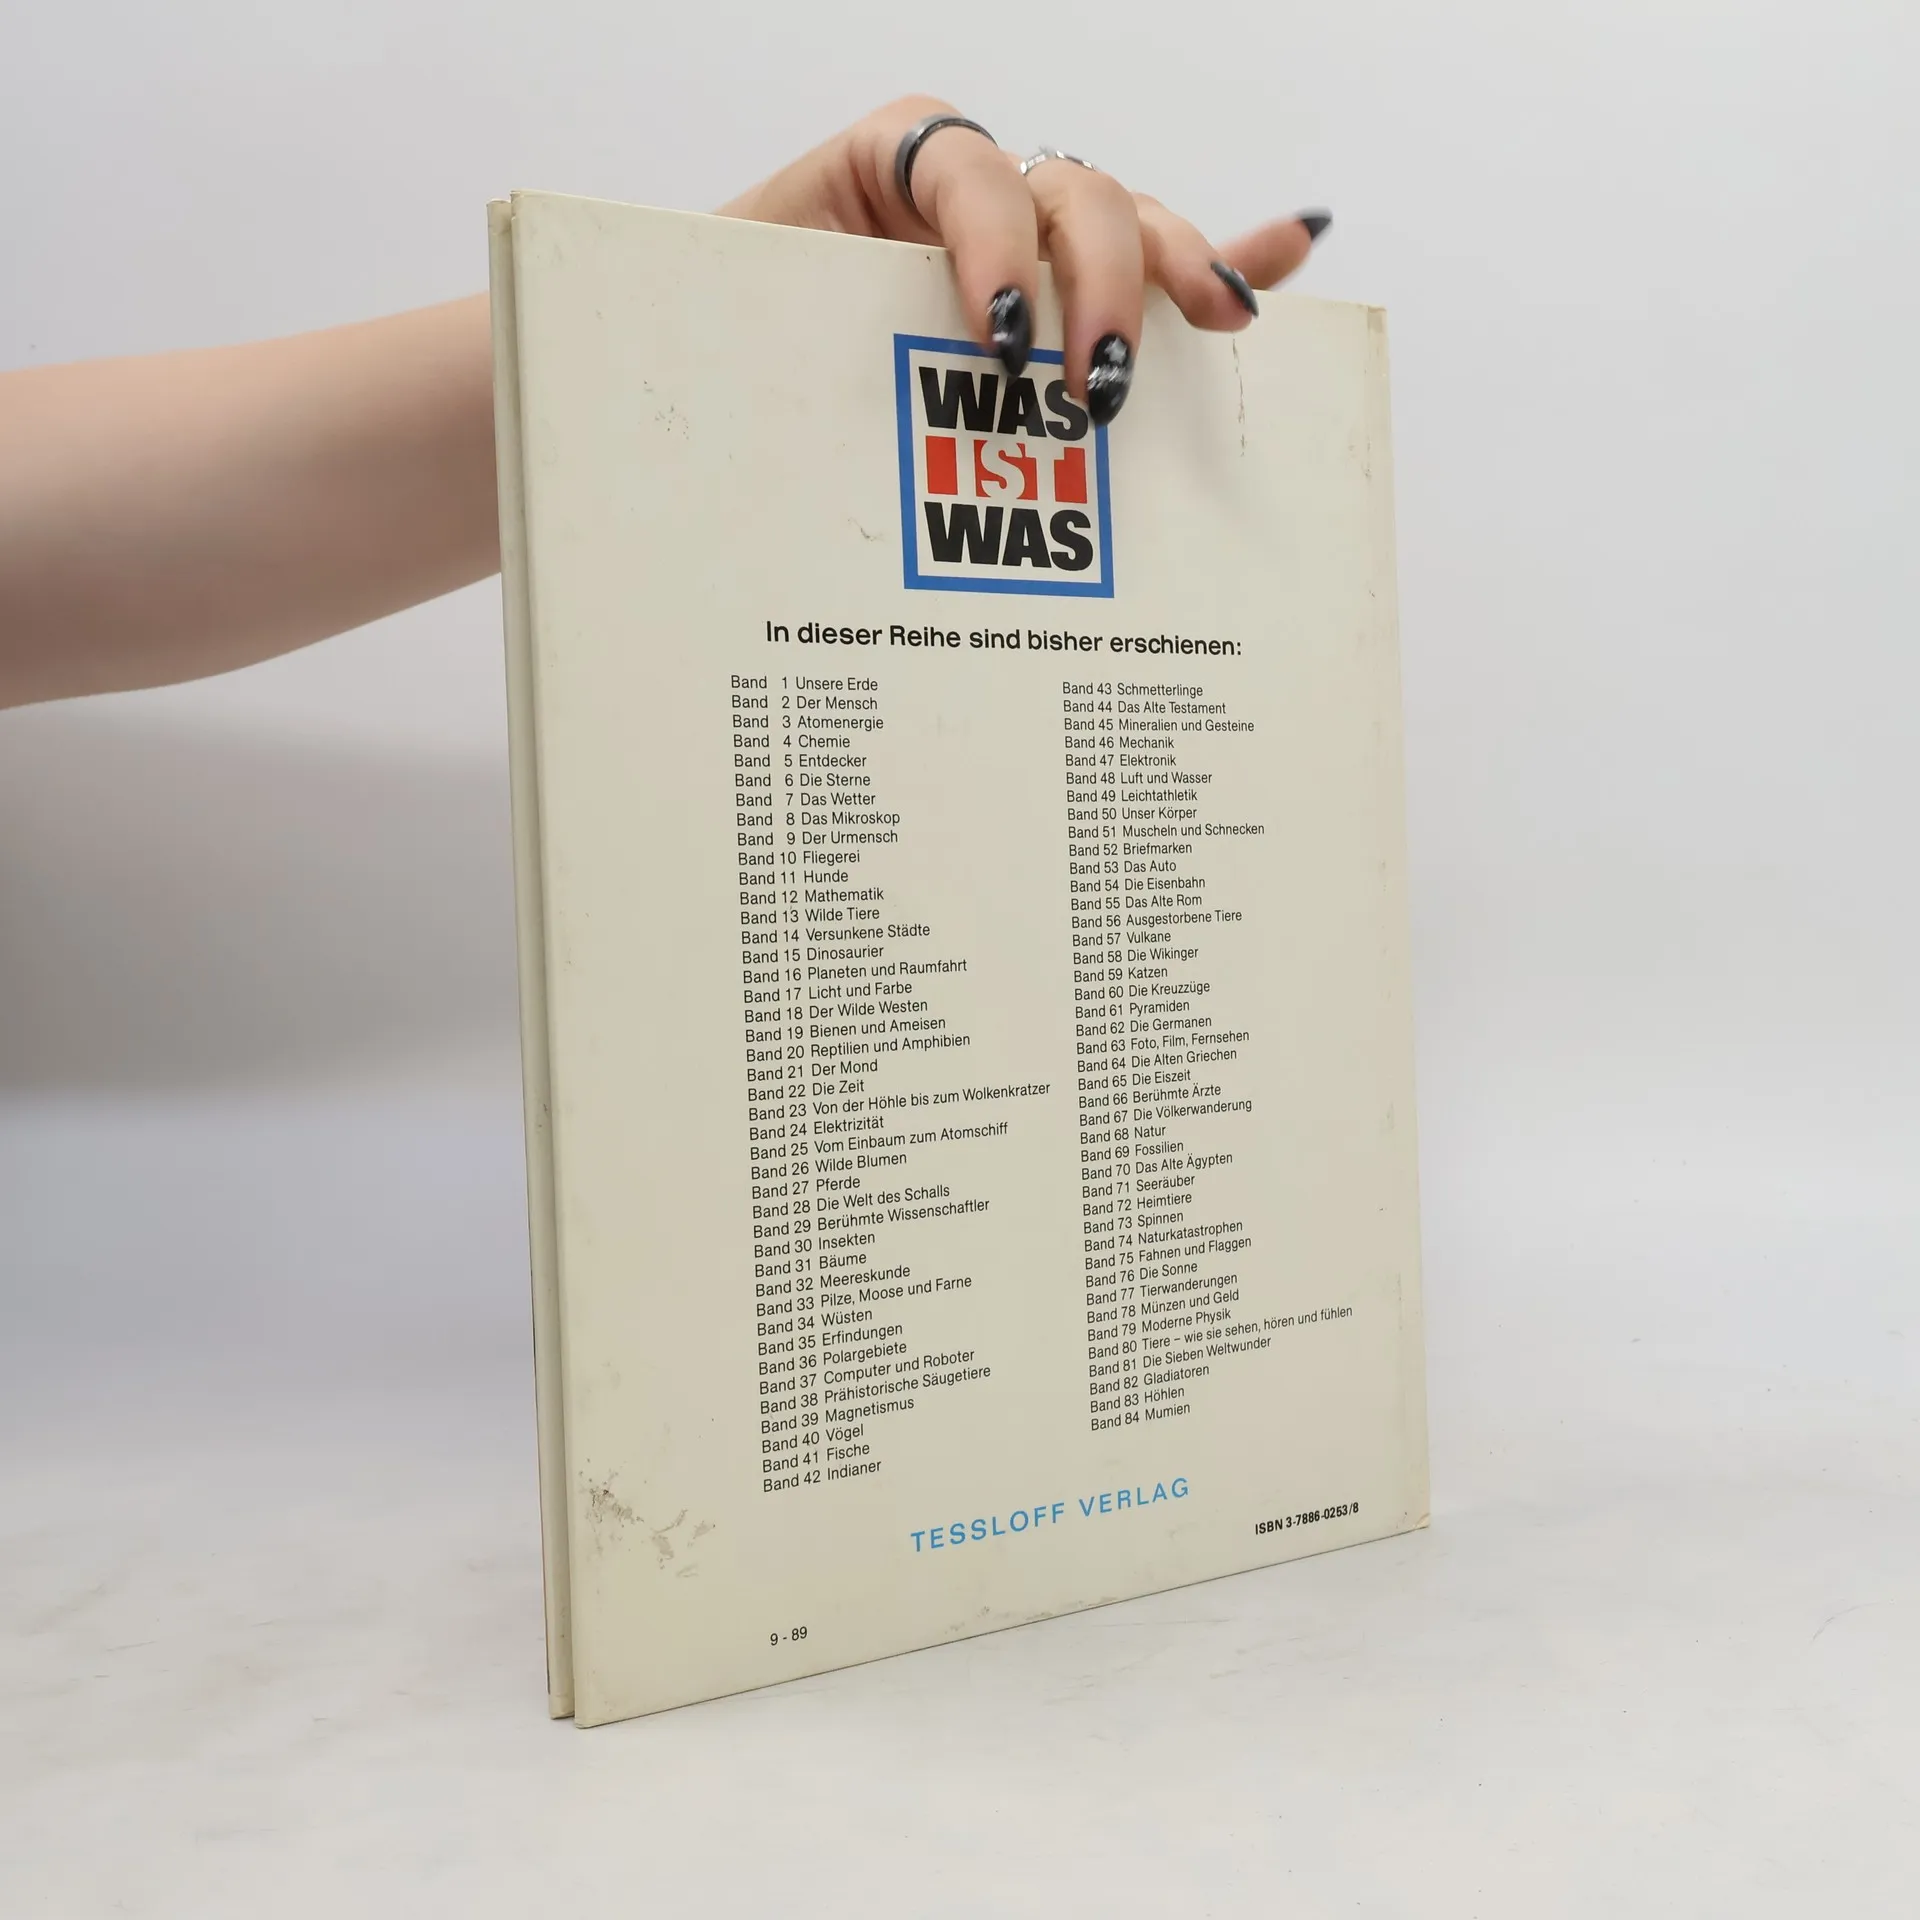 WAS
IST
WAS
In dieser Reihe sind bisher erschienen:
Band 1 Unsere Erde
Band 2 Der Mensch
Band 3 Atomenergie
Band 4 Chemie
Band 5 Entdecker
Band 6 Die Sterne
Band 7 Das Wetter
Band 8 Das Mikroskop
Band 9 Der Urmensch
Band 10 Fliegerei
Band 11 Hunde
Band 12 Mathematik
Band 13 Wilde Tiere
Band 14 Versunkene Städte
Band 15 Dinosaurier
Band 16 Planeten und Raumfahrt
Band 17 Licht und Farbe
Band 18 Der Wilde Westen
Band 19 Bienen und Ameisen
Band 20 Reptilien und Amphibien
Band 21 Der Mond
Band 22 Die Zeit
Band 23 Von der Höhle bis zum Wolkenkratzer
Band 24 Elektrizität
Band 25 Vom Einbaum zum Atomschiff
Band 26 Wilde Blumen
Band 27 Pferde
Band 28 Die Welt des Schalls
Band 29 Berühmte Wissenschaftler
Band 30 Insekten
Band 31 Bäume
Band 32 Meereskunde
Band 33 Pilze, Moose und Farne
Band 34 Wüsten
Band 35 Erfindungen
Band 36 Polargebiete
Band 37 Computer und Roboter
Band 38 Prähistorische Säugetiere
Band 39 Magnetismus
Band 40 Vögel
Band 41 Fische
Band 42 Indianer
Band 43 Schmetterlinge
Band 44 Das Alte Testament
Band 45 Mineralien und Gesteine
Band 46 Mechanik
Band 47 Elektronik
Band 48 Luft und Wasser
Band 49 Leichtathletik
Band 50 Unser Körper
Band 51 Muscheln und Schnecken
Band 52 Briefmarken
Band 53 Das Auto
Band 54 Die Eisenbahn
Band 55 Das Alte Rom
Band 56 Ausgestorbene Tiere
Band 57 Vulkane
Band 58 Die Wikinger
Band 59 Katzen
Band 60 Die Kreuzzüge
Band 61 Pyramiden
Band 62 Die Germanen
Band 63 Foto, Film, Fernsehen
Band 64 Die Alten Griechen
Band 65 Die Eiszeit
Band 66 Berühmte Ärzte
Band 67 Die Völkerwanderung
Band 68 Natur
Band 69 Fossilien
Band 70 Das Alte Ägypten
Band 71 Seeräuber
Band 72 Heimtiere
Band 73 Spinnen
Band 74 Naturkatastrophen
Band 75 Fahnen und Flaggen
Band 76 Die Sonne
Band 77 Tierwanderungen
Band 78 Münzen und Geld
Band 79 Moderne Physik
Band 80 Tiere – wie sie sehen, hören und fühlen
Band 81 Die Sieben Weltwunder
Band 82 Gladiatoren
Band 83 Höhlen
Band 84 Mumien
TESSLOFF VERLAG
ISBN 3-7886-0253/8
9 - 89